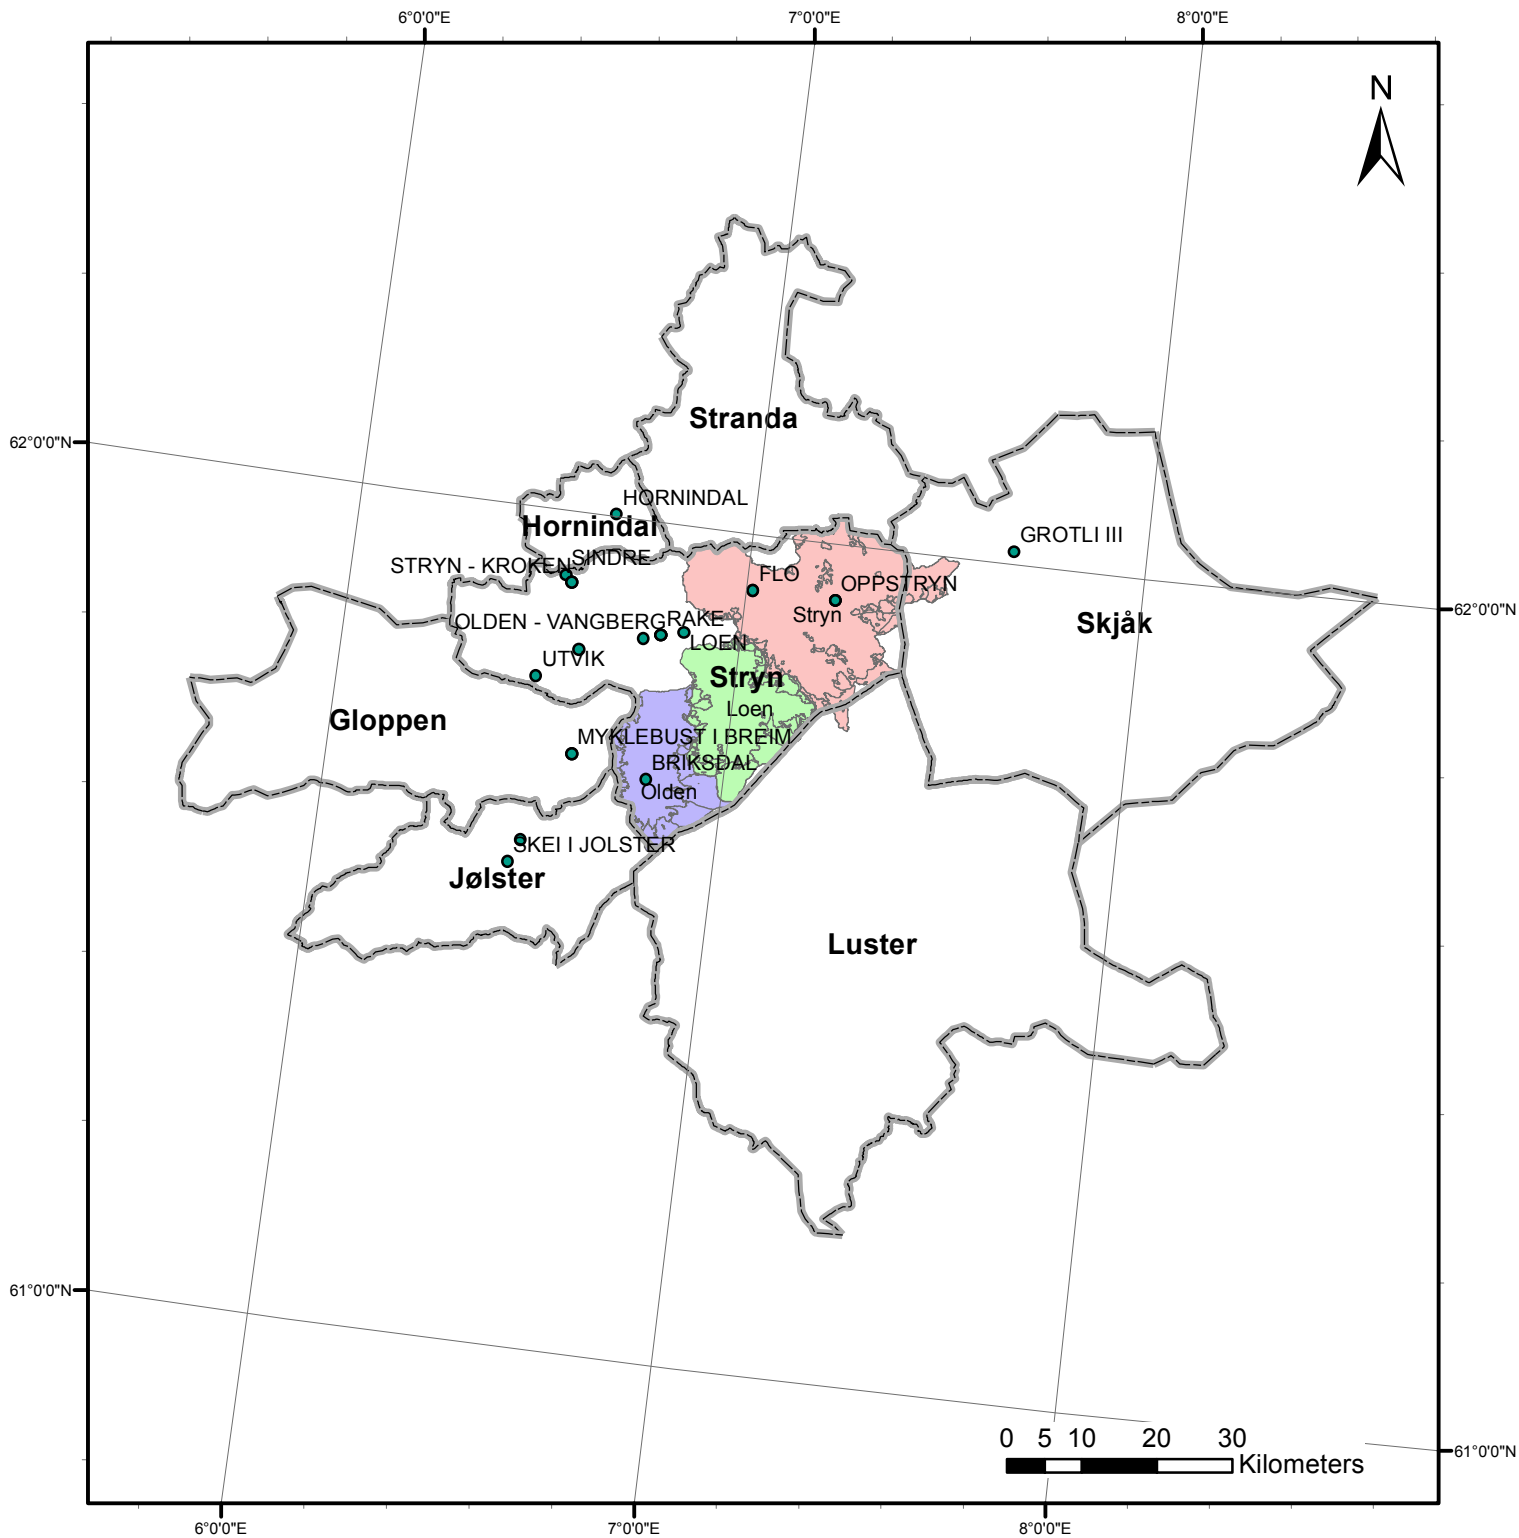 6°0'0"E
7°0'0"E
8°0'0"E
N
Stranda
62°0'0"N
HORNINDAL
Hornindal
GROTLI III
SINDRE
STRYN - KROKEN
FLO
OPPSTRYN
62°0'0"N
Stryn
OLDEN - VANGBERG
RAKE
Skjåk
LOEN
UTVIK
Stryn
Loen
Gloppen
MYKLEBUST I BREIM
BRIKSDAL
Olden
SKEI I JOLSTER
Jølster
Luster
61°0'0"N
0 5 10 20 30
Kilometers
61°0'0"N
6°0'0"E
7°0'0"E
8°0'0"E